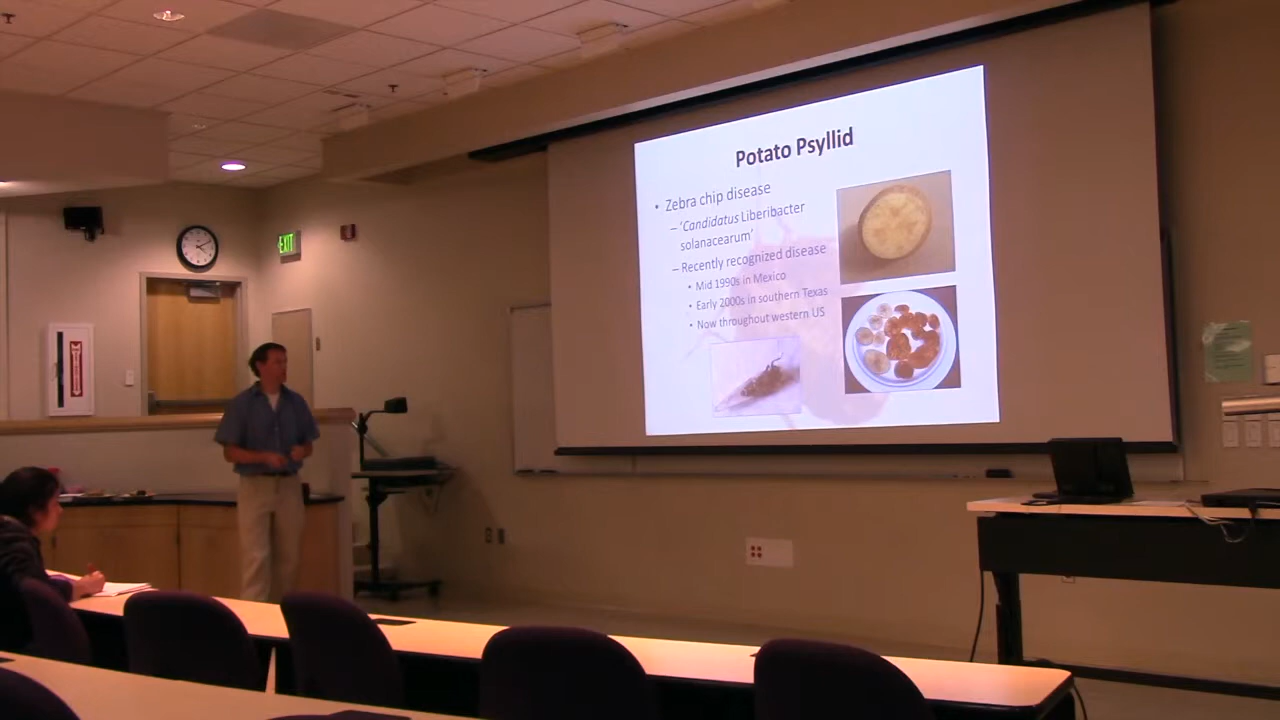 Potato Psyllid
• Zebra chip disease
– 'Candidatus Liberibacter
solanacearum'
– Recently recognized disease
• Mid 1990s in Mexico
• Early 2000s in southern Texas
• Now throughout western US
EXIT